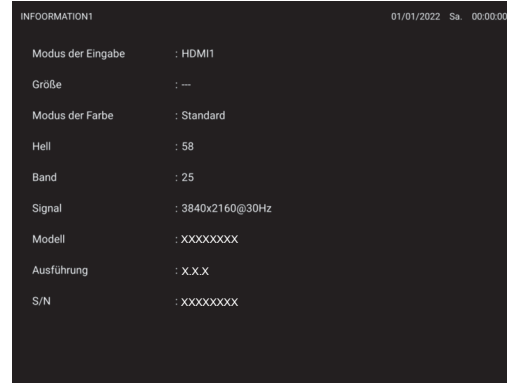 INFOORMATION1 01/01/2022 Sa. 00:00:00
Modus der Eingabe : HDMI1
Größe : ---
Modus der Farbe : Standard
Hell : 58
Band : 25
Signal : 3840x2160@30Hz
Modell : XXXXXXXX
Ausführung : X.X.X
S/N : XXXXXXXX